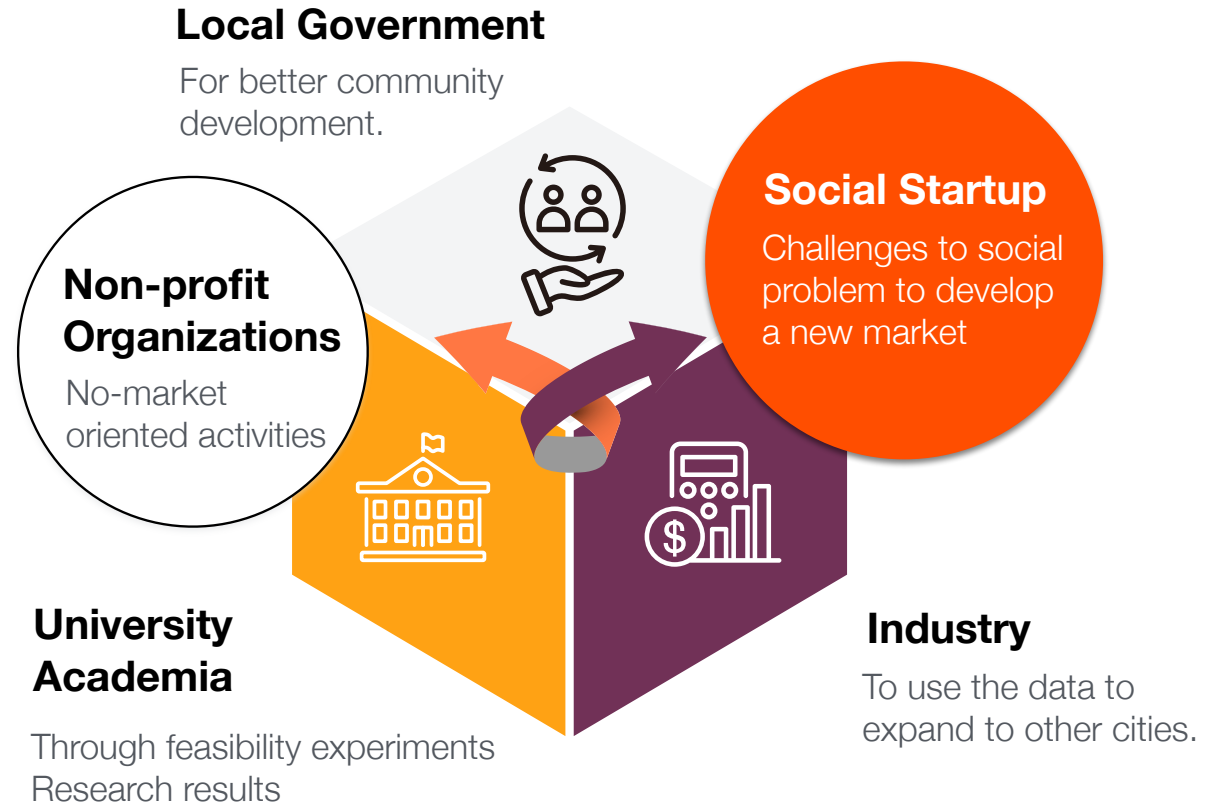 Local Government
For better community
development.
Social Startup
Challenges to social
problem to develop
a new market
Non-profit
Organizations
No-market
oriented activities
$
University
Academia
Through feasibility experiments
Research results
Industry
To use the data to
expand to other cities.